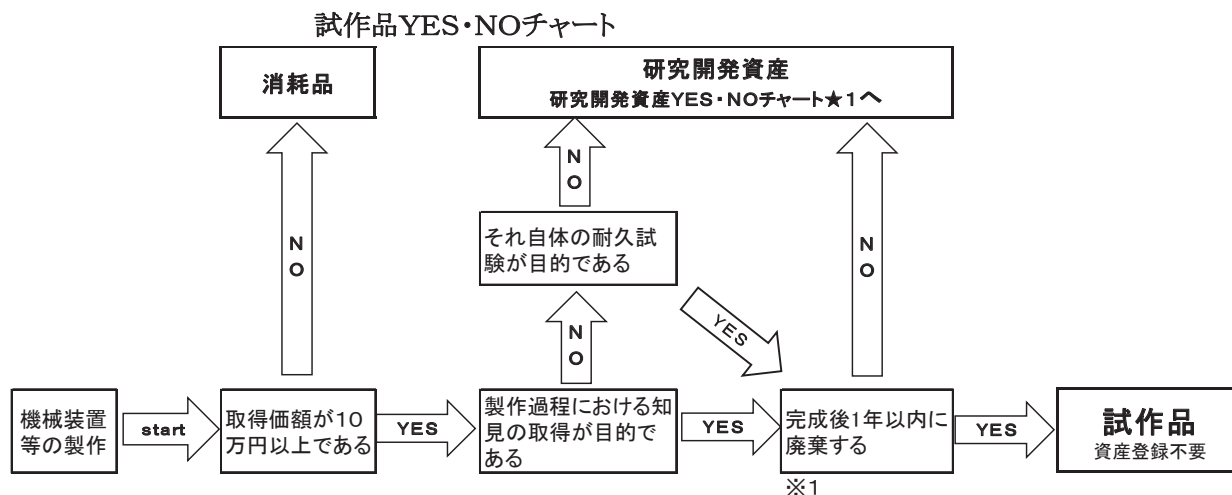 試作品YES・NOチャート
消耗品
研究開発資産
研究開発資産YES・NOチャート★1へ
NO
NO
NO
それ自体の耐久試
験が目的である
NO
YES
機械装置
等の製作
start
取得価額が10
万円以上である
YES
製作過程における知
見の取得が目的で
ある
YES
完成後1年以内に
廃棄する
YES
試作品
資産登録不要
※1